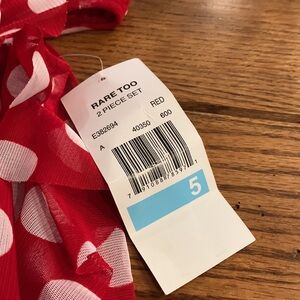 RARE TOO
2 PIECE SET
RED
E382694 40350 600
A
5